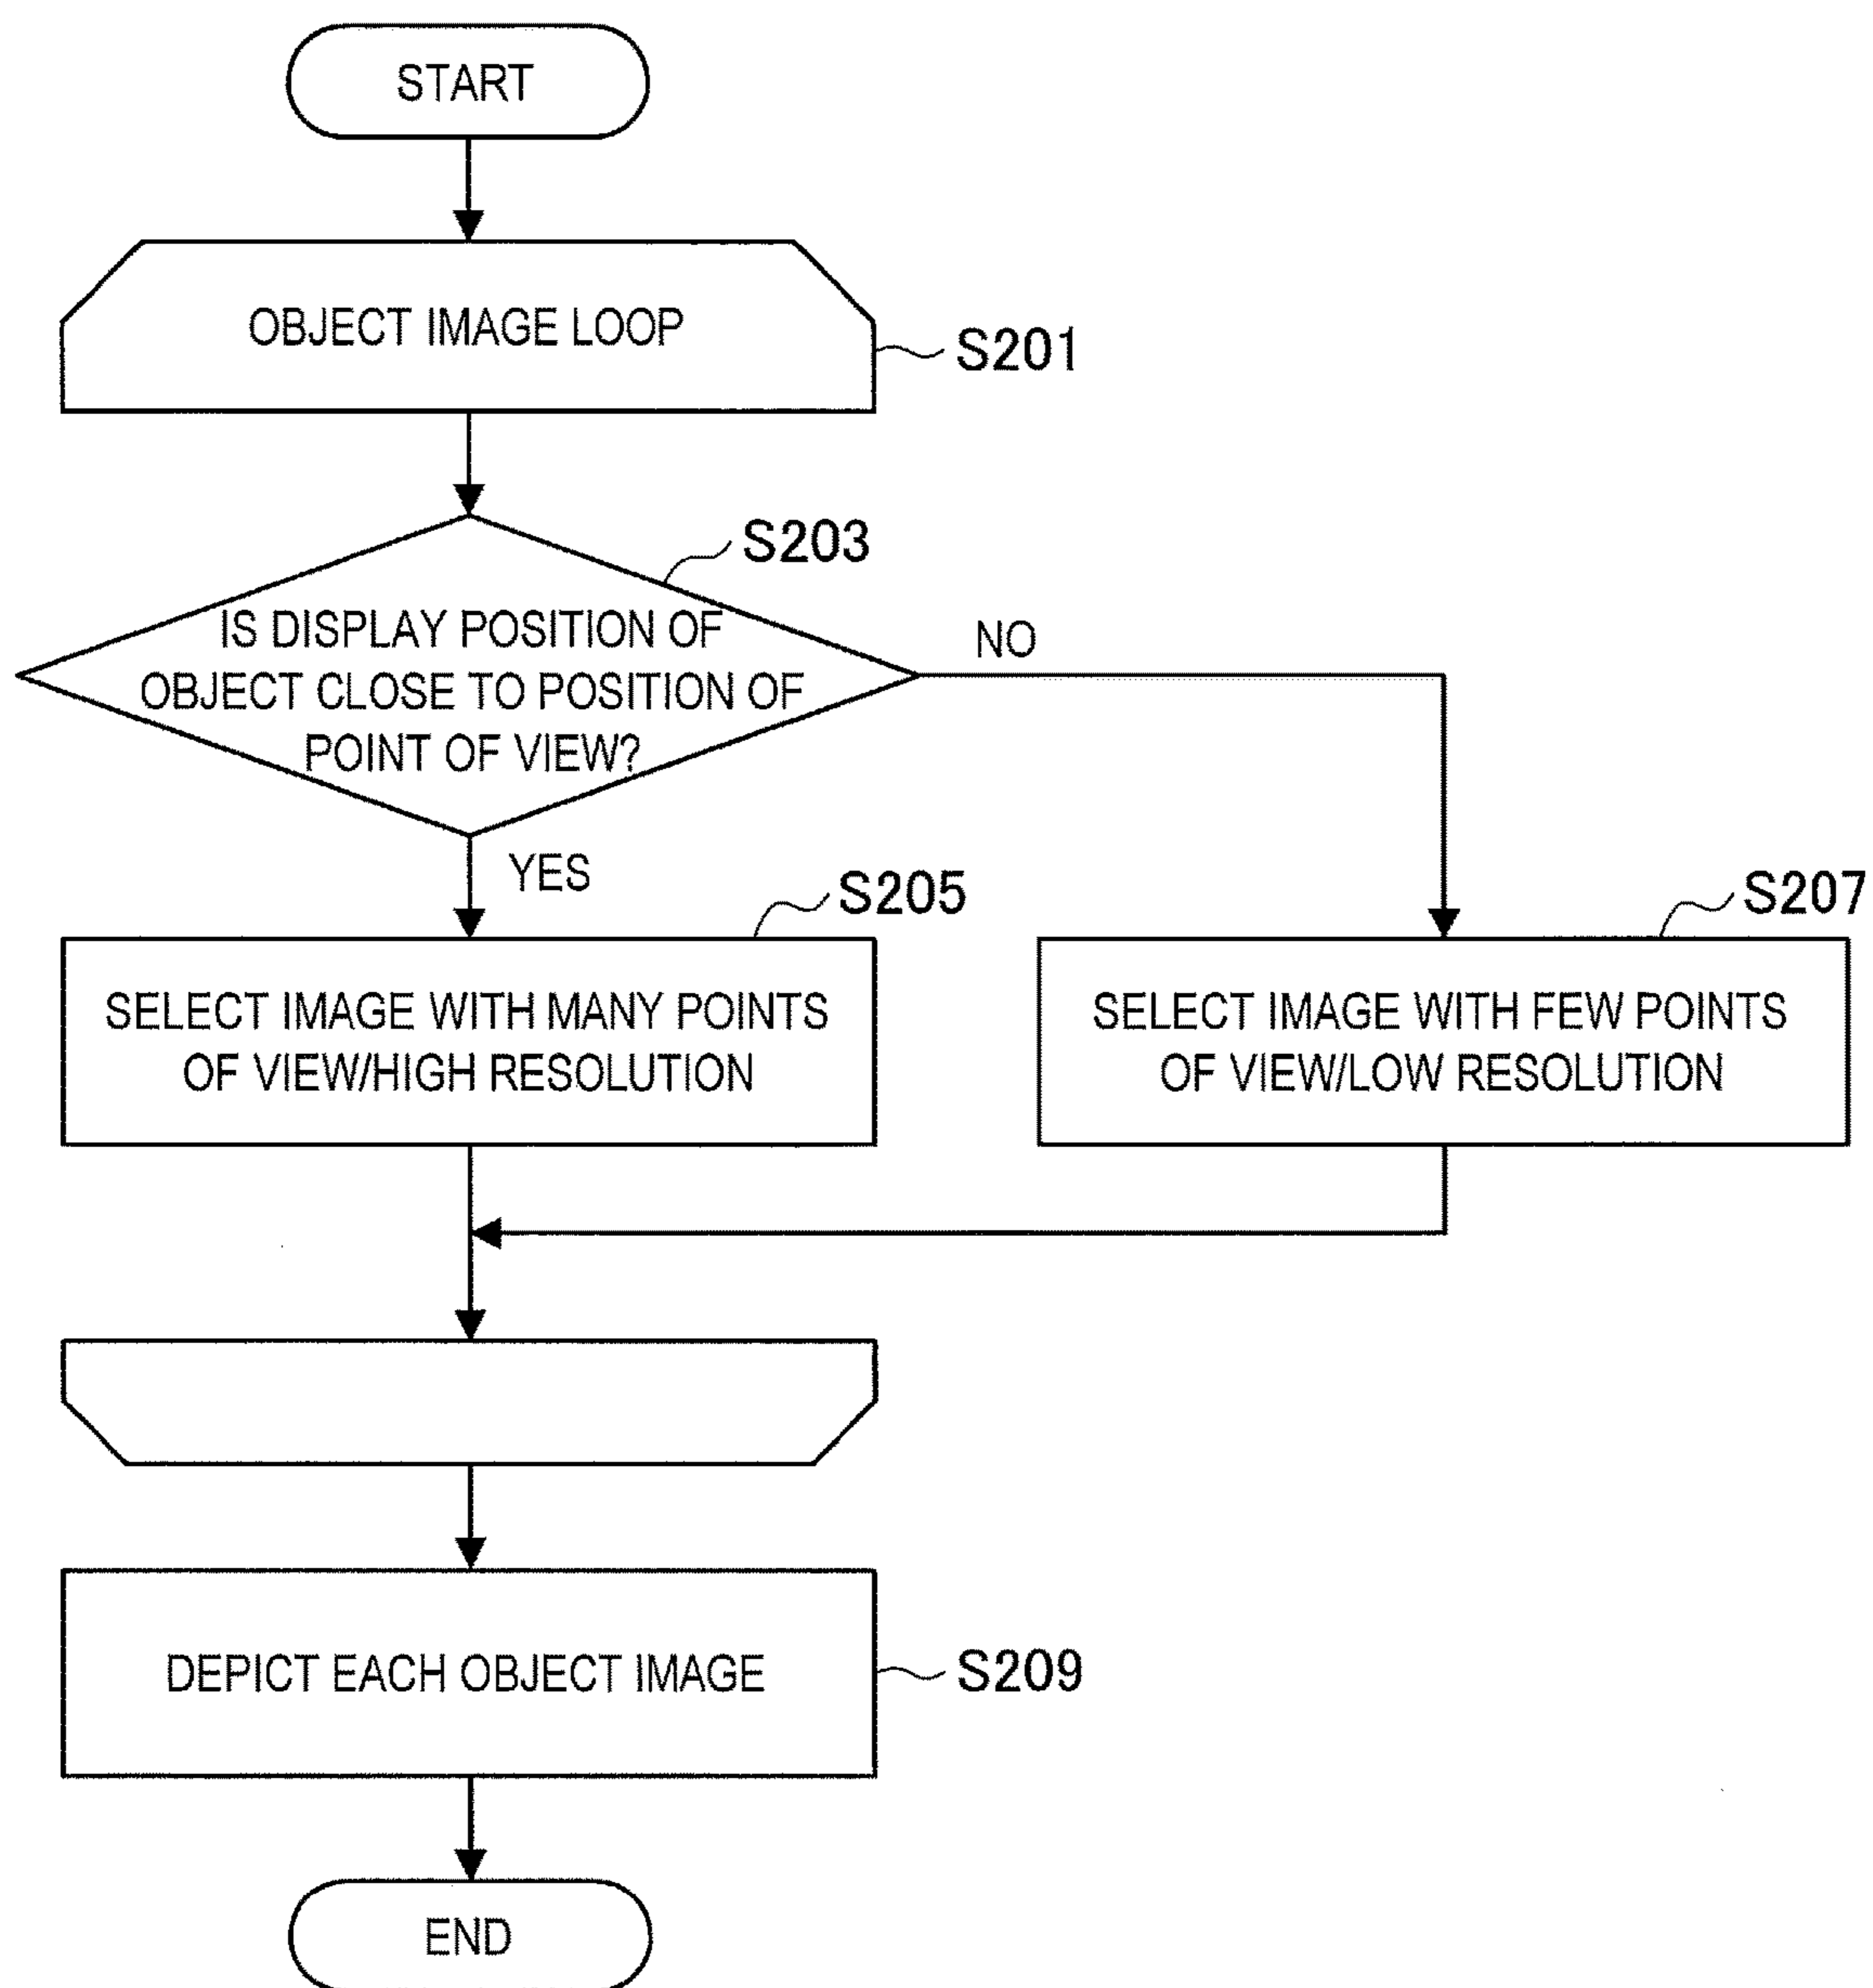 START
OBJECT IMAGE LOOP
S201
S203
IS DISPLAY POSITION OF
OBJECT CLOSE TO POSITION OF
POINT OF VIEW?
NO
YES
S205
S207
SELECT IMAGE WITH MANY POINTS
OF VIEW/HIGH RESOLUTION
SELECT IMAGE WITH FEW POINTS
OF VIEW/LOW RESOLUTION
DEPICT EACH OBJECT IMAGE
S209
END